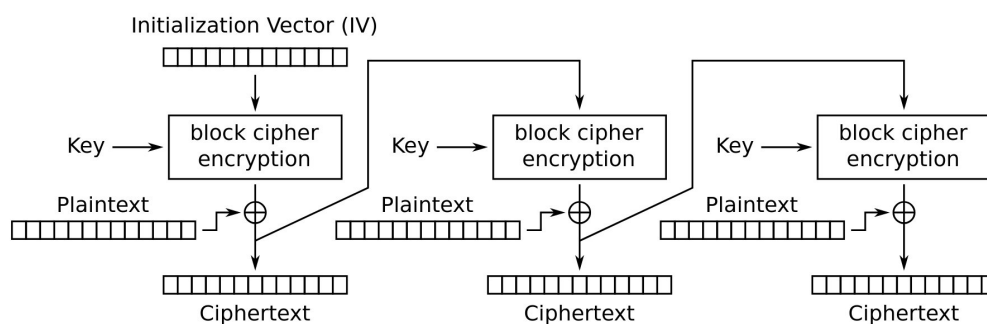 Initialization Vector (IV)
Key
block cipher
encryption
Key
block cipher
encryption
Key
block cipher
encryption
Plaintext
Plaintext
Plaintext
Ciphertext
Ciphertext
Ciphertext